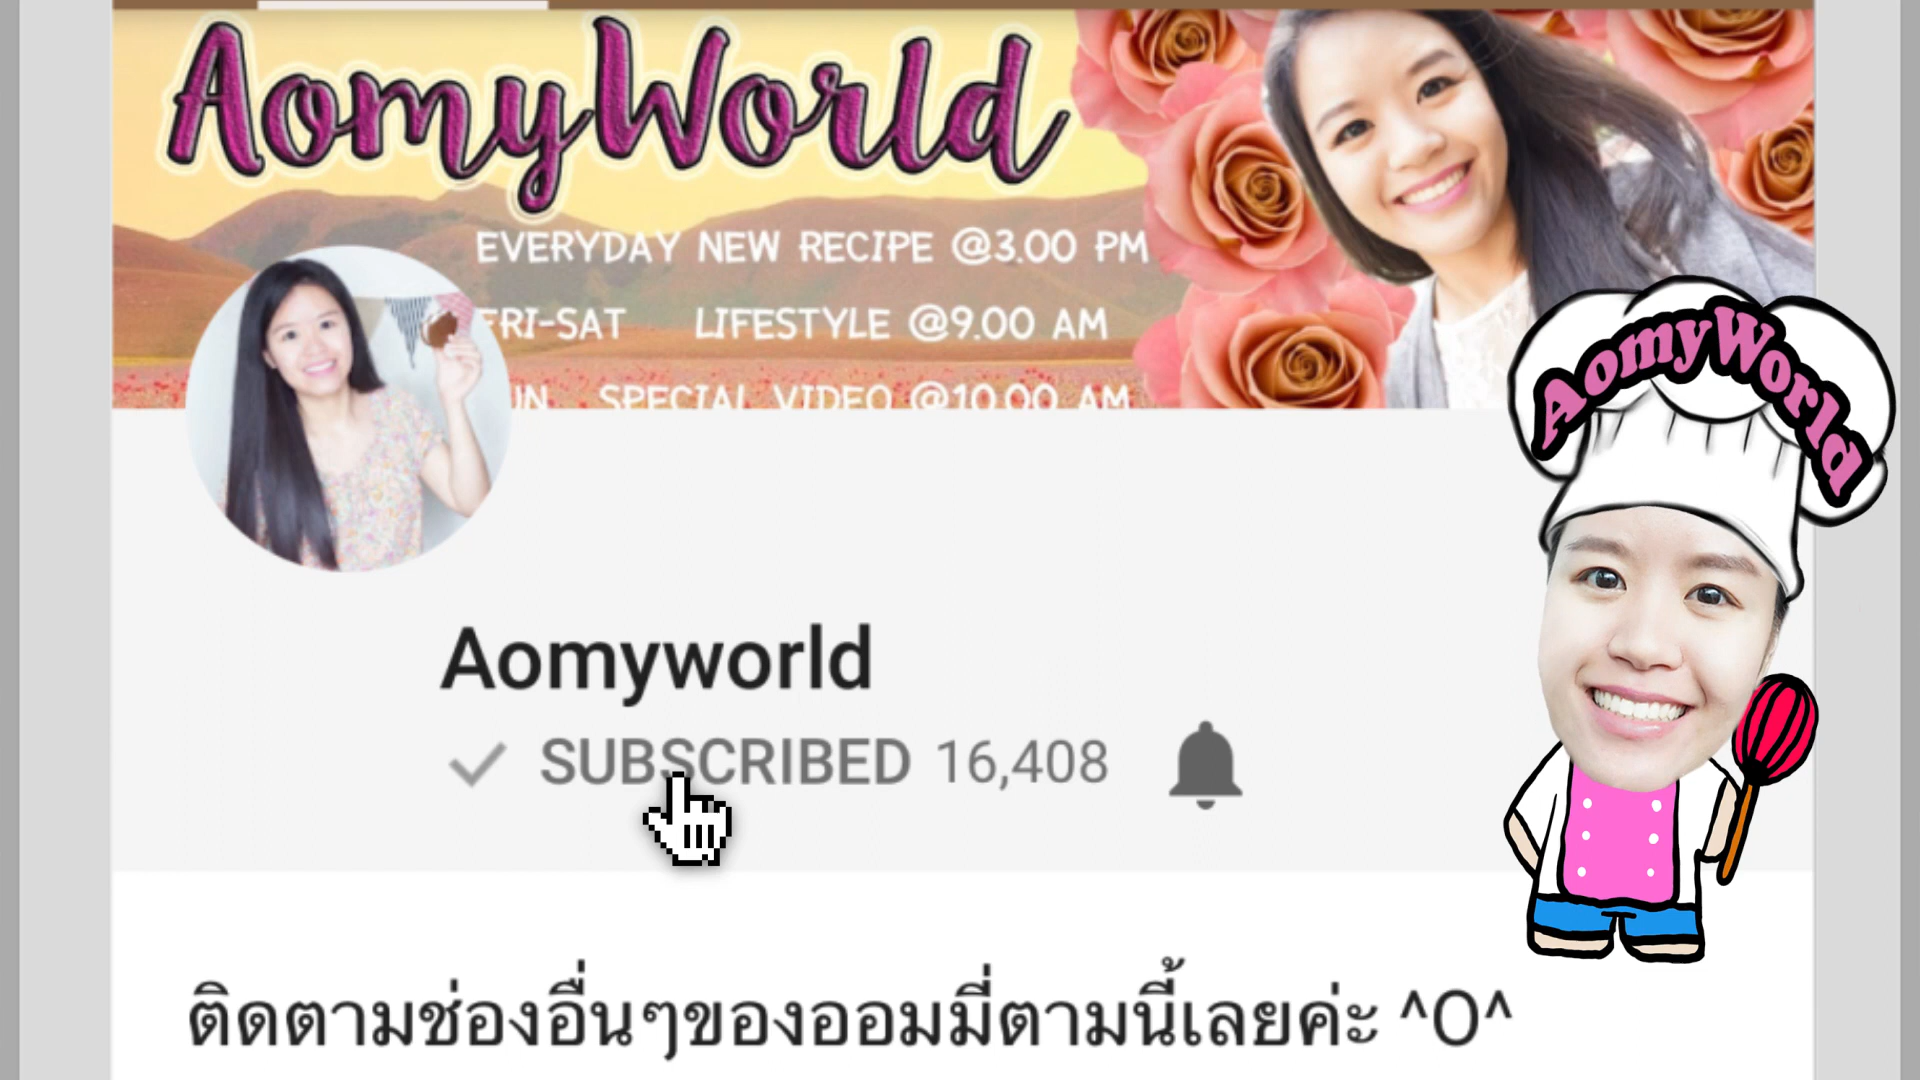 AomyWorld
EVERYDAY NEW RECIPE @3.00 PM
FRI-SAT LIFESTYLE @9.00 AM
UN SPECIAL VIDEO @10.00 AM
AomyWorld
Aomyworld
SUBSCRIBED 16,408
ติดตามช่องอื่นๆของออมมี่ตามนี้เลยค่ะ ^O^